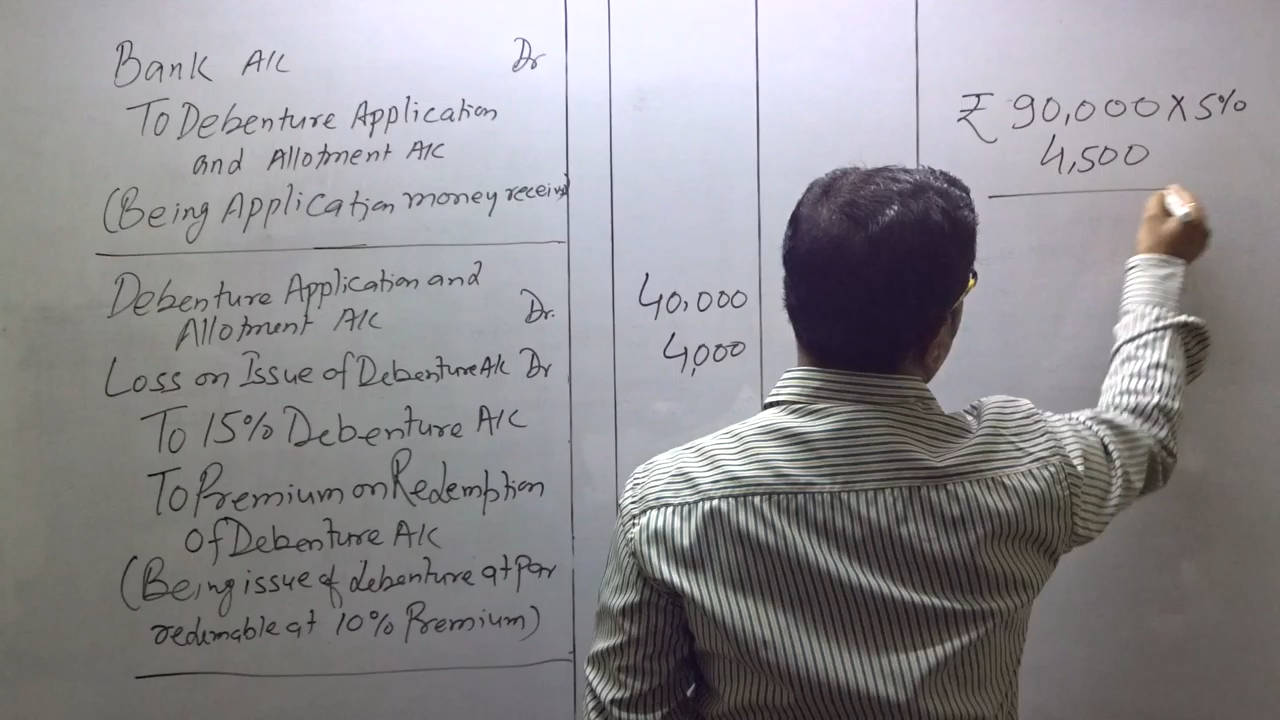 Bank A/C Dr
To Debenture Application
and Allotment A/C
(Being Application money receiv
Debenture Application and
Allotment A/C Dr. 40,000
Loss on Issue of Debenture A/C Dr 4,000
To 15% Debenture A/C
To Premium on Redemption
Of Debenture A/C
(Being issue of debenture at par
redemable at 10% Premium)
₹ 90,000 X 5%
4,500